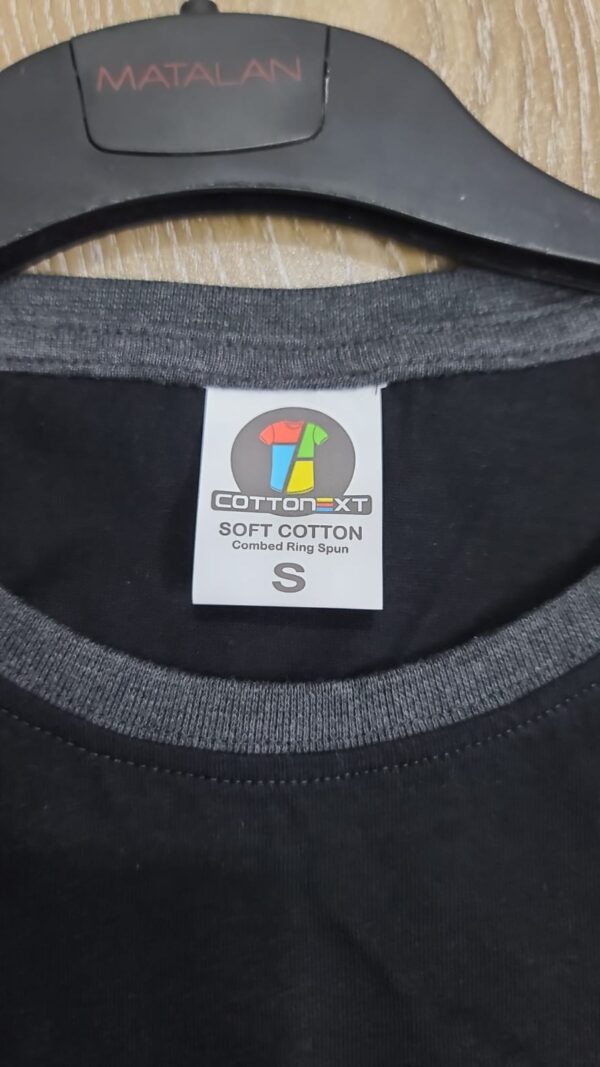 MATALAN
COTTONEXT
SOFT COTTON
Combed Ring Spun
S